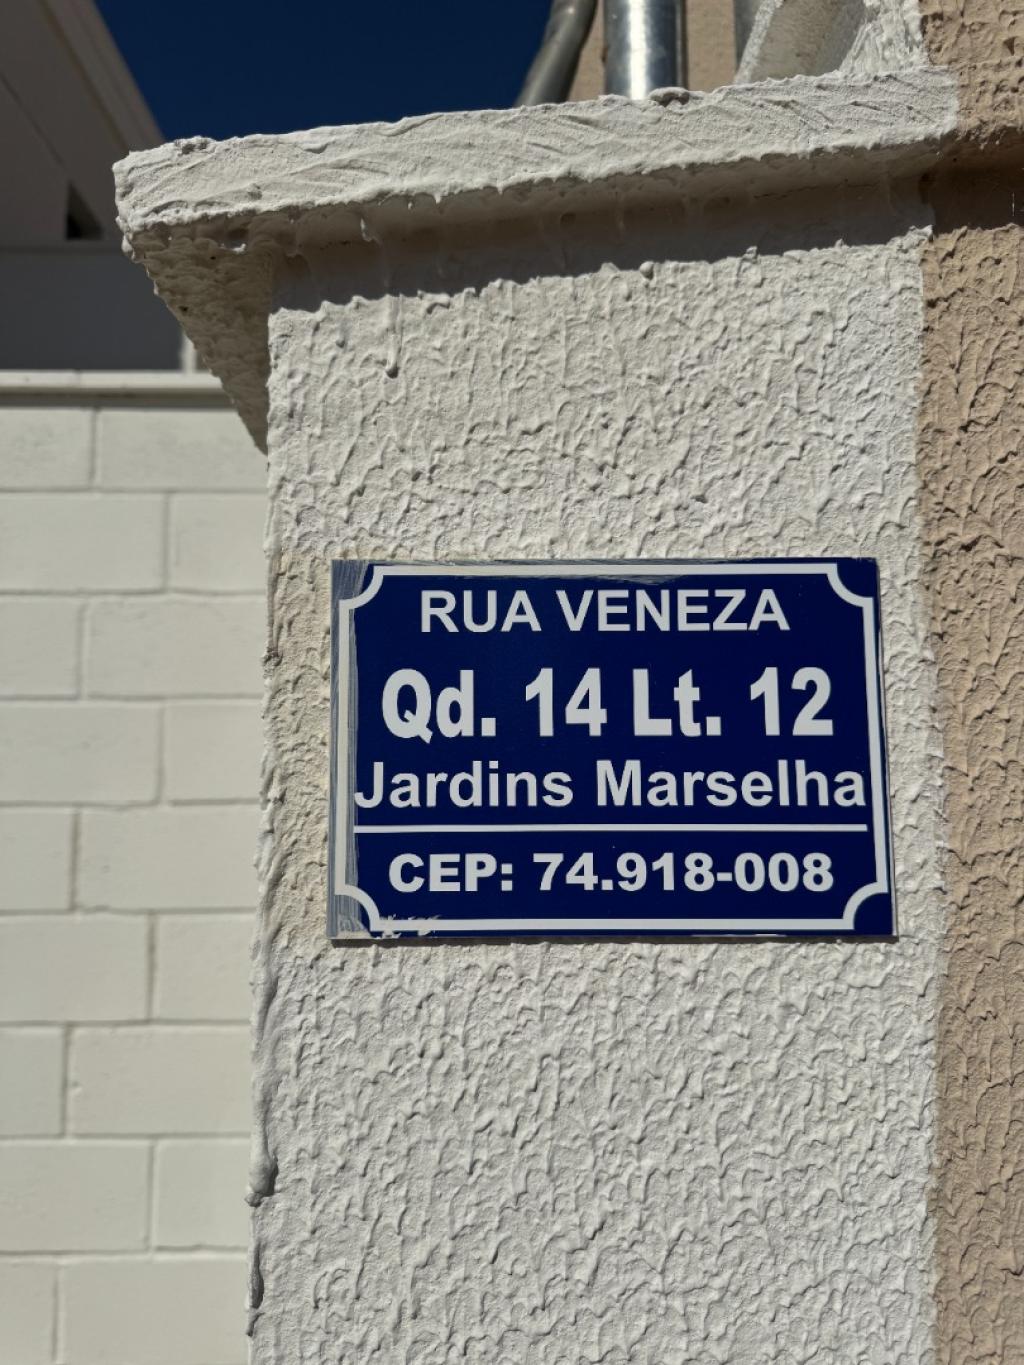 RUA VENEZA
Qd. 14 Lt. 12
Jardins Marselha
CEP: 74.918-008